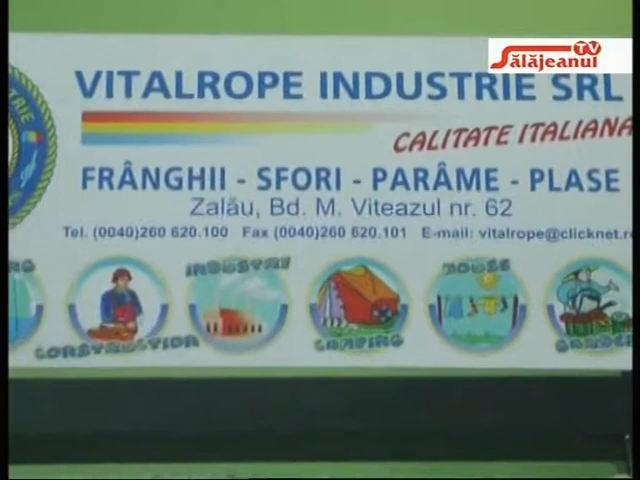 Sălăjeanul TV
VITALROPE INDUSTRIE SRL
CALITATE ITALIANA
FRÂNGHII - SFORI - PARÂME - PLASE
Zalău, Bd. M. Viteazul nr. 62
Tel. (0040)260 620.100 Fax (0040)260 620.101 E-mail: vitalrope@clicknet.r
CONSTRUCTION
INDUSTRI
CAMPING
HOUSE
GARDEN